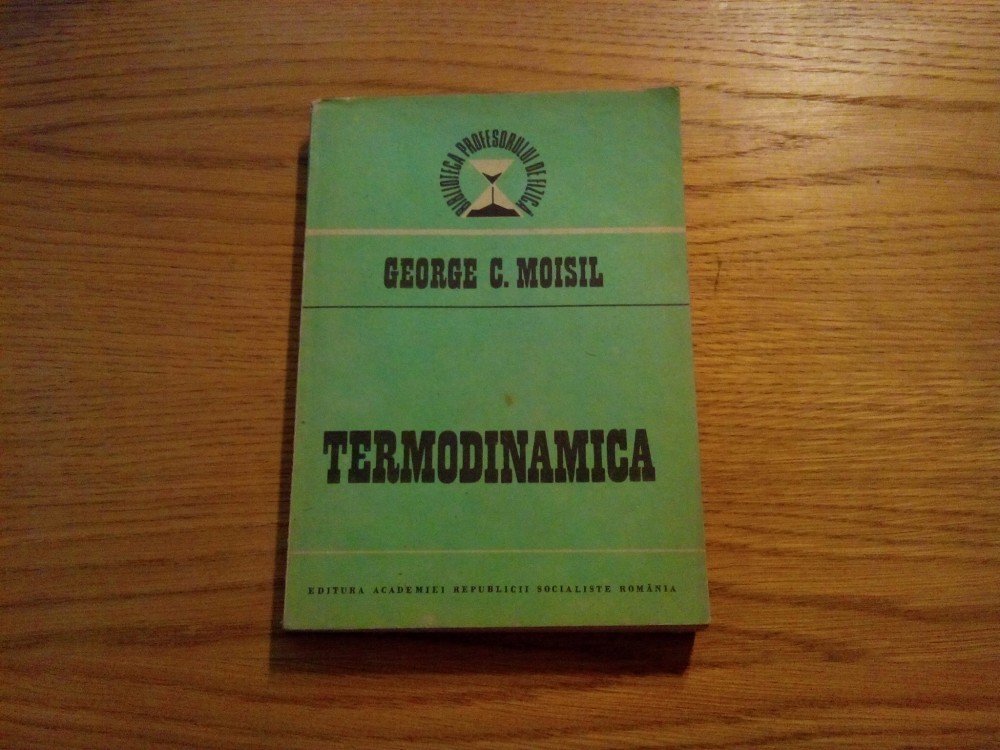 BIBLIOTECA PROFESORULUI DE FIZICĂ
GEORGE C. MOISIL
TERMODINAMICA
EDITURA ACADEMIEI REPUBLICII SOCIALISTE ROMÂNIA